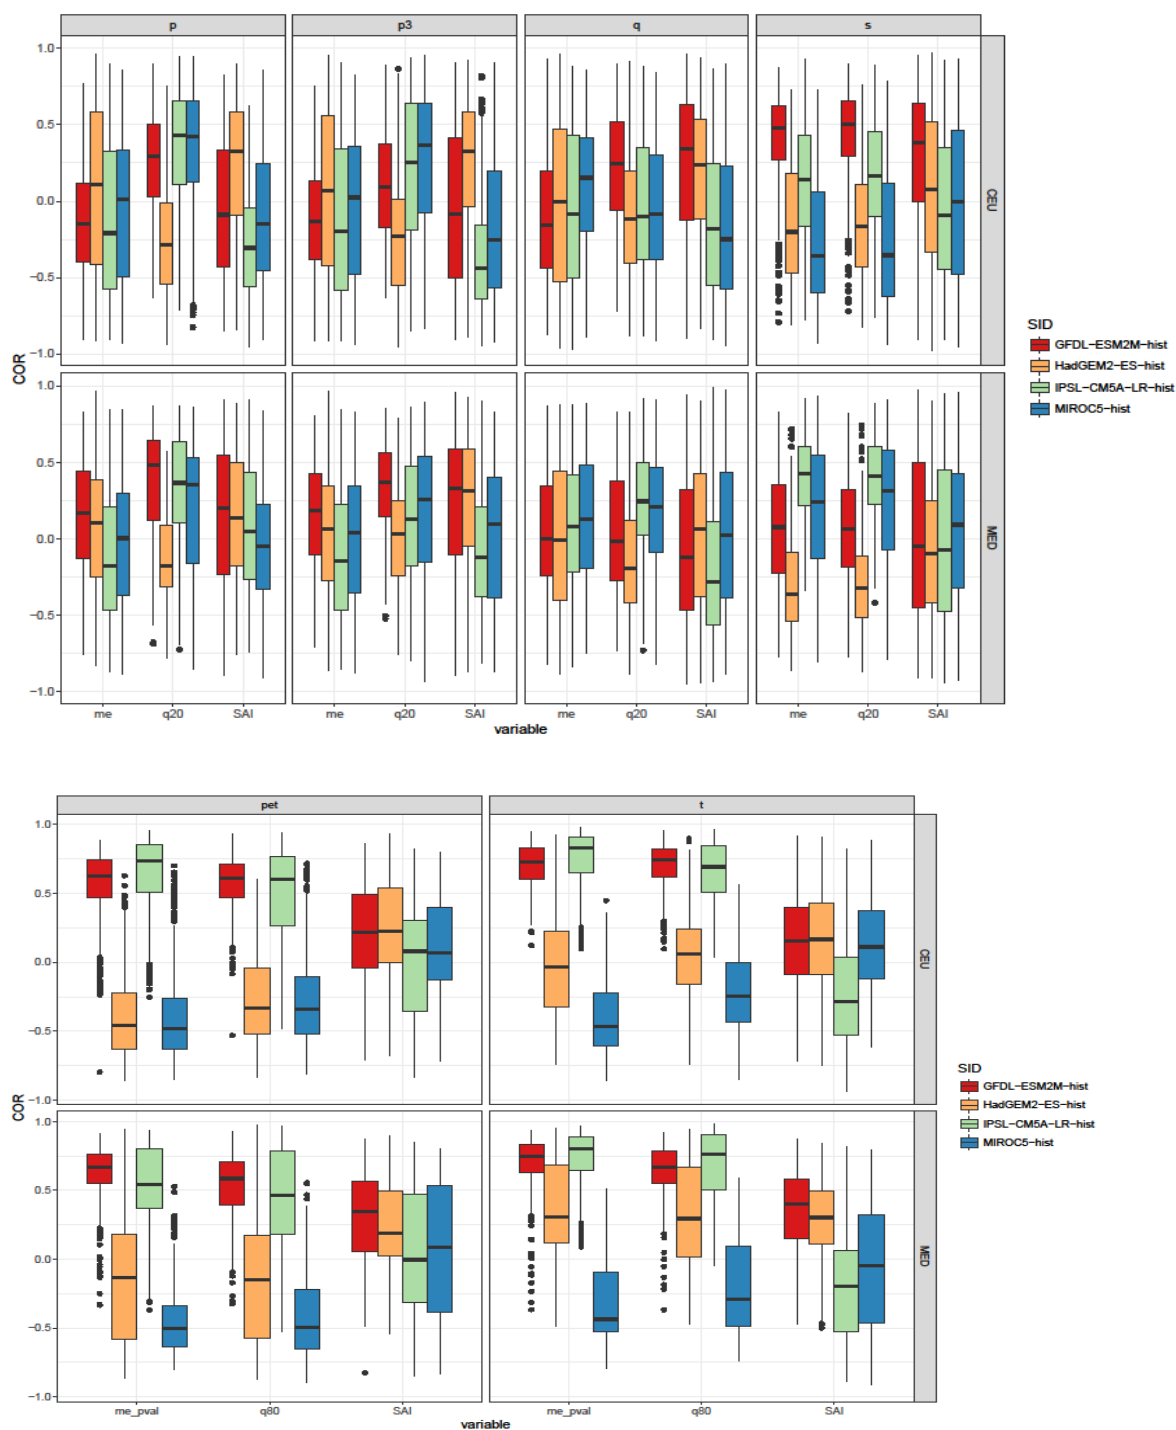 p p3 q s
1.0
0.5
0.0
−0.5
−1.0
CEU
1.0
0.5
0.0
−0.5
−1.0
MED
COR
me q20 SAI me q20 SAI me q20 SAI me q20 SAI
variable
SID
GFDL−ESM2M−hist
HadGEM2−ES−hist
IPSL−CM5A−LR−hist
MIROC5−hist
pet t
1.0
0.5
0.0
−0.5
−1.0
CEU
1.0
0.5
0.0
−0.5
−1.0
MED
COR
me_pval q80 SAI me_pval q80 SAI
variable
SID
GFDL−ESM2M−hist
HadGEM2−ES−hist
IPSL−CM5A−LR−hist
MIROC5−hist